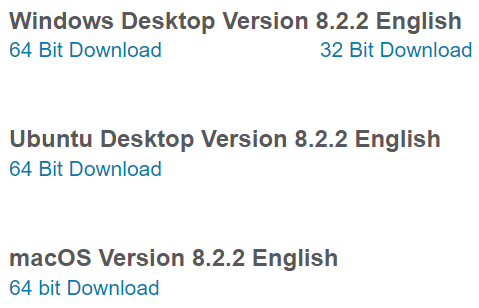 Windows Desktop Version 8.2.2 English
64 Bit Download 32 Bit Download
Ubuntu Desktop Version 8.2.2 English
64 Bit Download
macOS Version 8.2.2 English
64 bit Download